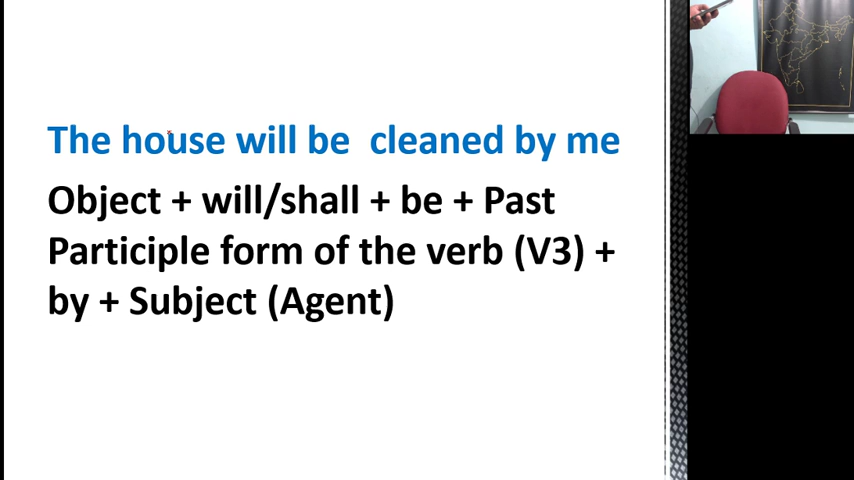 The house will be  cleaned by me
Object + will/shall + be + Past
Participle form of the verb (V3) +
by + Subject (Agent)